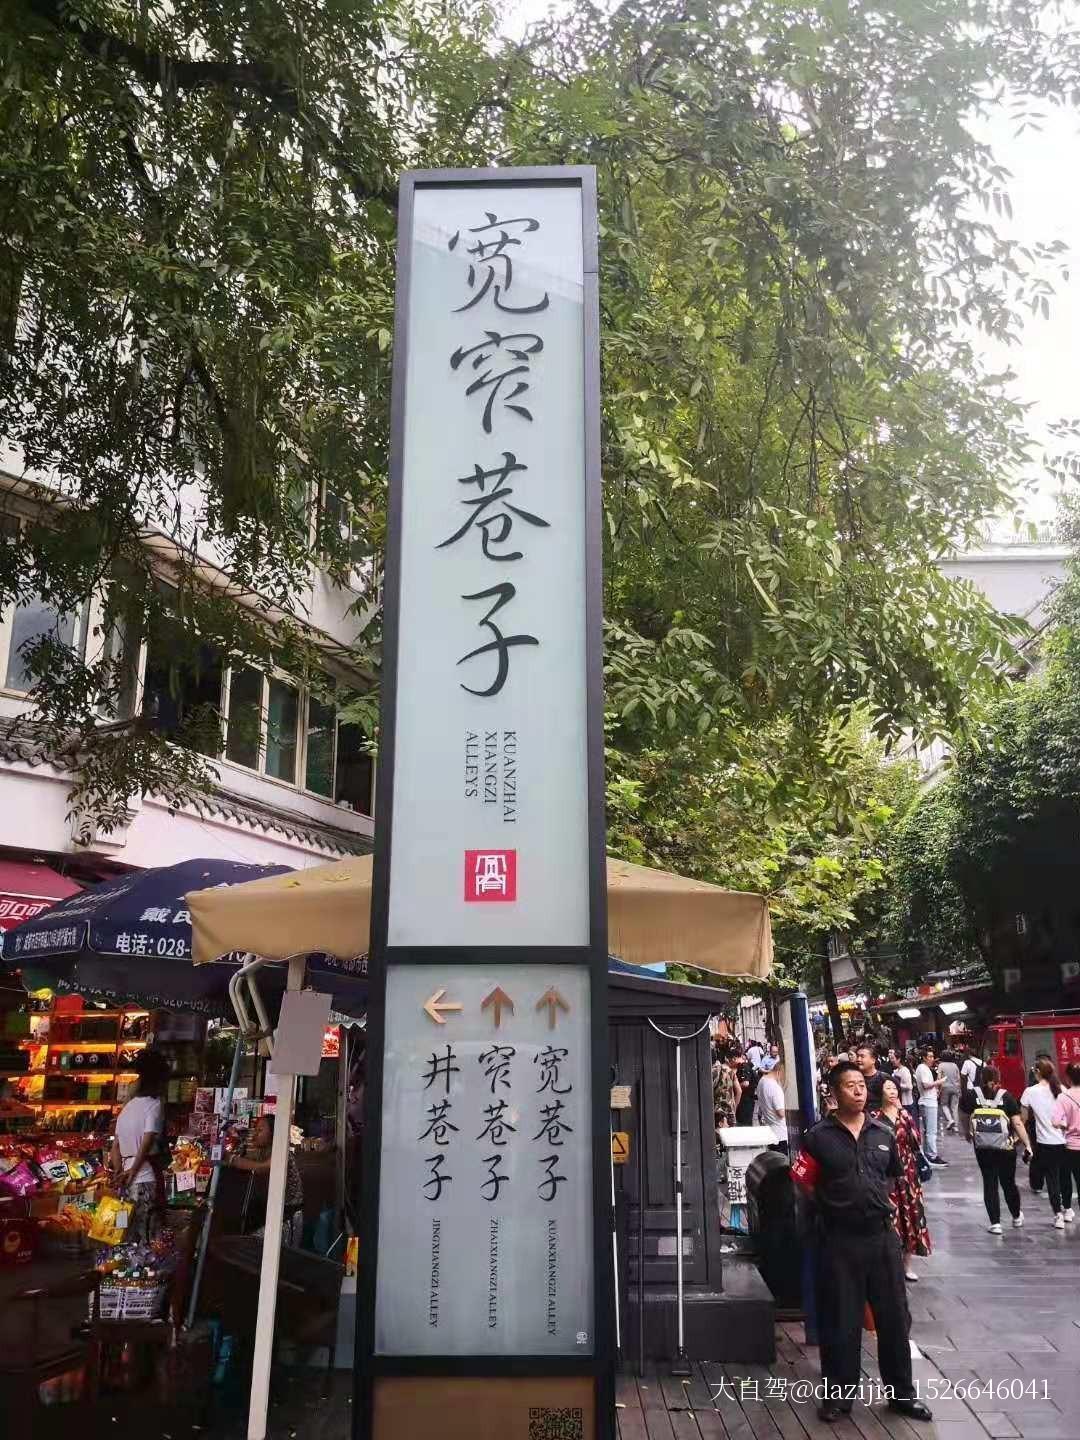 宽窄巷子
KUANZHAI
XIANGZI
ALLEYS
宽巷子
KUANXIANGZI ALLEY
窄巷子
ZHAIXIANGZI ALLEY
井巷子
JINGXIANGZI ALLEY
电话:028-
大自驾@dazijia_1526646041